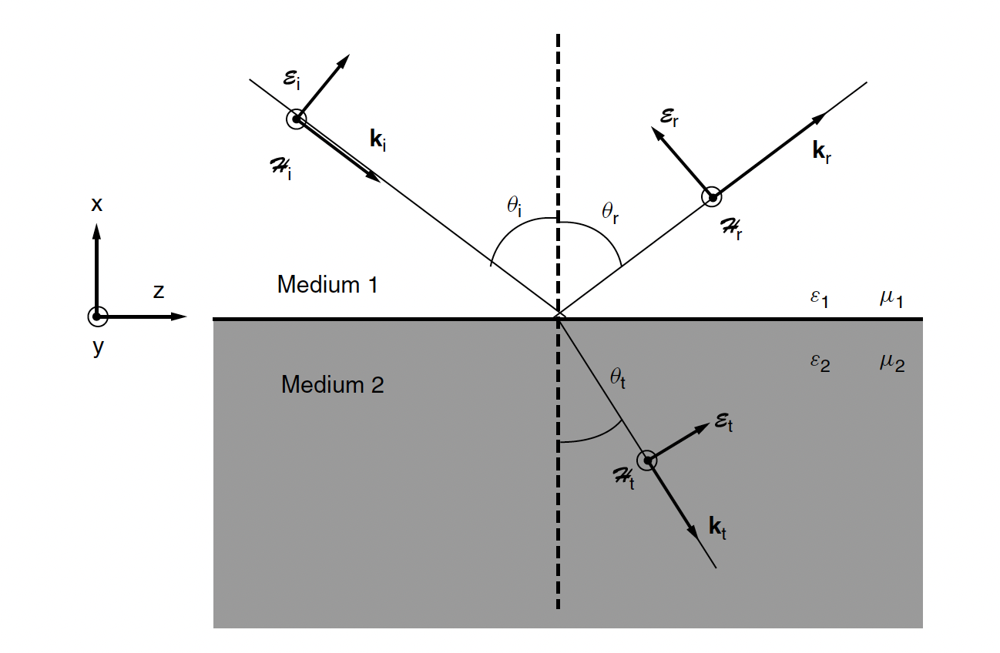 ℰi
ki
ℋi
ℰr
kr
ℋr
θi
θr
x
z
y
Medium 1
ε1 μ1
ε2 μ2
Medium 2
θt
ℰt
ℋt
kt